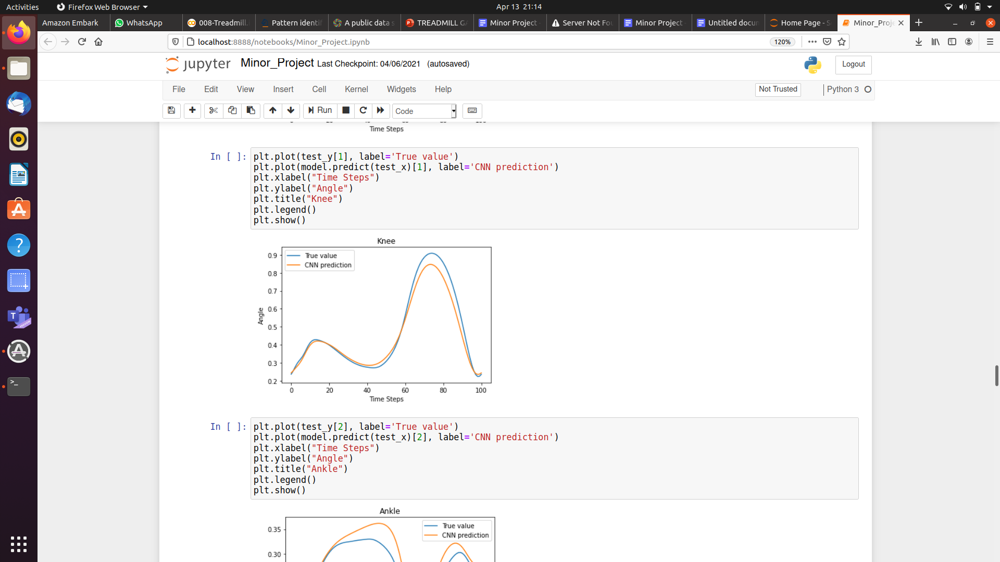 Activities
Firefox Web Browser
Apr 13 21:14
Amazon Embark
WhatsApp
008-Treadmill.
Pattern identif
A public data s
TREADMILL GA
Minor Project
Server Not Fou
Minor Project
Untitled docum
Home Page - S
Minor_Proje
localhost:8888/notebooks/Minor_Project.ipynb
120%
jupyter
Minor_Project Last Checkpoint: 04/06/2021 (autosaved)
Logout
File Edit View Insert Cell Kernel Widgets Help
Not Trusted
Python 3
Run
Code
Time Steps
In [ ]:
plt.plot(test_y[1], label='True value')
plt.plot(model.predict(test_x)[1], label='CNN prediction')
plt.xlabel("Time Steps")
plt.ylabel("Angle")
plt.title("Knee")
plt.legend()
plt.show()
Knee
True value
CNN prediction
0.9
0.8
0.7
0.6
0.5
0.4
0.3
0.2
Angle
0 20 40 60 80 100
Time Steps
In [ ]:
plt.plot(test_y[2], label='True value')
plt.plot(model.predict(test_x)[2], label='CNN prediction')
plt.xlabel("Time Steps")
plt.ylabel("Angle")
plt.title("Ankle")
plt.legend()
plt.show()
Ankle
True value
CNN prediction
0.35
0.30